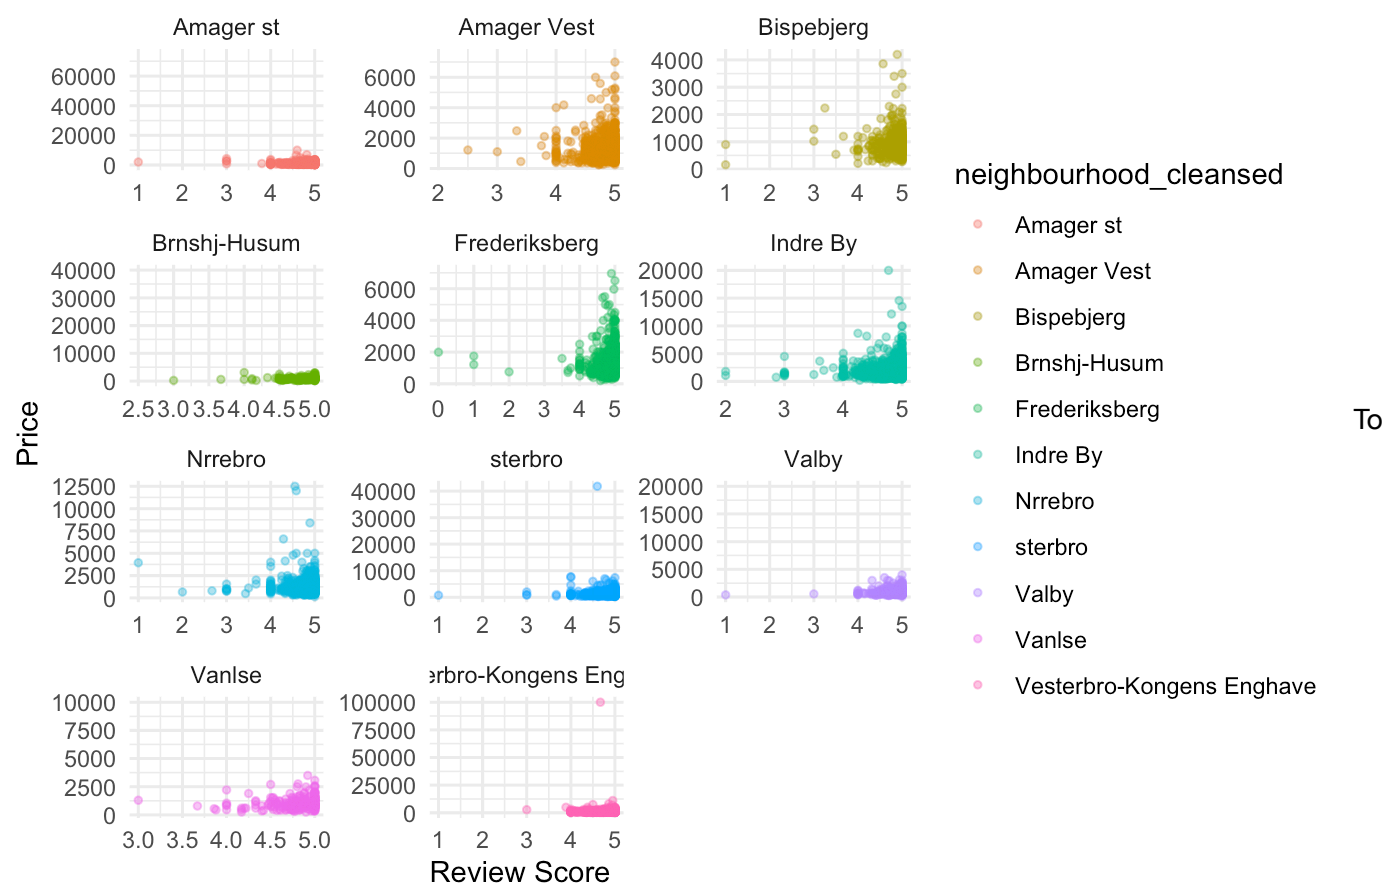 Amager st
Amager Vest
Bispebjerg
60000
40000
20000
0
1 2 3 4 5
6000
4000
2000
0
2 3 4 5
4000
3000
2000
1000
0
1 2 3 4 5
Brnshj-Husum
Frederiksberg
Indre By
40000
30000
20000
10000
0
2.5 3.0 3.5 4.0 4.5 5.0
6000
4000
2000
0
0 1 2 3 4 5
20000
15000
10000
5000
0
2 3 4 5
Nrrebro
sterbro
Valby
12500
10000
7500
5000
2500
0
1 2 3 4 5
40000
30000
20000
10000
0
1 2 3 4 5
20000
15000
10000
5000
0
1 2 3 4 5
Vanlse
erbro-Kongens Eng
10000
7500
5000
2500
0
3.0 3.5 4.0 4.5 5.0
100000
75000
50000
25000
0
1 2 3 4 5
Price
Review Score
neighbourhood_cleansed
Amager st
Amager Vest
Bispebjerg
Brnshj-Husum
Frederiksberg
Indre By
Nrrebro
sterbro
Valby
Vanlse
Vesterbro-Kongens Enghave
To